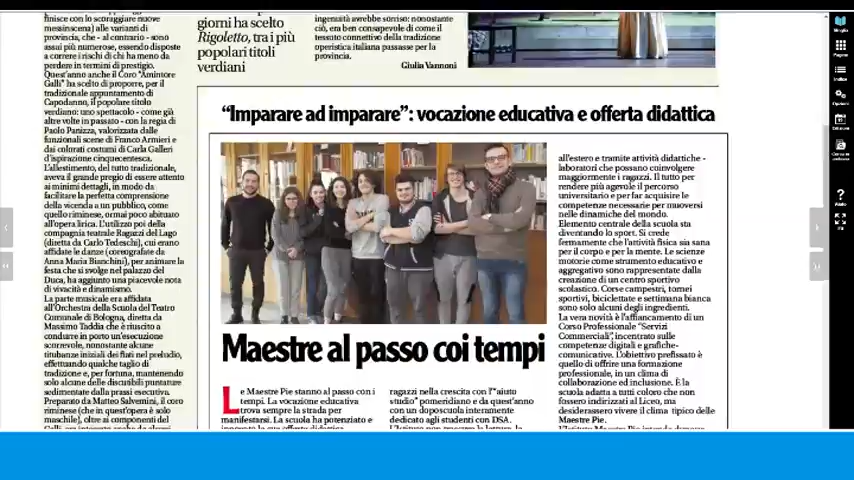 finisce con lo scoraggiare nuove
messinscena) alle varianti di
provincia, che - al contrario - sono
assai più numerose, essendo disposte
a correre i rischi di chi ha meno da
perdere in termini di prestigio.
Quest'anno anche il Coro "Amintore
Galli" ha scelto di proporre, per il
tradizionale appuntamento di
Capodanno, il popolare titolo
verdiano: uno spettacolo - come già
altre volte in passato - con la regia di
Paolo Panizza, valorizzata dalle
funzionali scene di Franco Armieri e
dai colorati costumi di Carla Galleri
d'ispirazione cinquecentesca.
L'allestimento, del tutto tradizionale,
aveva il grande pregio di essere attento
ai minimi dettagli, in modo da
facilitare la perfetta comprensione
della vicenda a un pubblico, come
quello riminese, ormai poco abituato
all'opera lirica. L'utilizzo poi della
compagnia teatrale Ragazzi del Lago
(diretta da Carlo Tedeschi), cui erano
affidate le danze (coreografate da
Anna Maria Bianchini), per animare la
festa che si svolge nel palazzo del
Duca, ha aggiunto una piacevole nota
di vivacità e dinamismo.
La parte musicale era affidata
all'Orchestra della Scuola del Teatro
Comunale di Bologna, diretta da
Massimo Taddia che è riuscito a
condurre in porto un'esecuzione
scorrevole, nonostante alcune
titubanze iniziali dei fiati nel preludio,
effettuando qualche taglio di
tradizione e, per fortuna, mantenendo
solo alcune delle discutibili puntature
sedimentate dalla prassi esecutiva.
Preparato da Matteo Salvemini, il coro
riminese (che in quest'opera è solo
maschile), oltre ai componenti del
giorni ha scelto
Rigoletto, tra i più
popolari titoli
verdiani
ingenuità avrebbe sorriso: nonostante
ciò, era ben consapevole di come il
tessuto connettivo della tradizione
operistica italiana passasse per la
provincia.
Giulia Vannoni
"Imparare ad imparare": vocazione educativa e offerta didattica
Maestre al passo coi tempi
Le Maestre Pie stanno al passo con i
tempi. La vocazione educativa
trova sempre la strada per
manifestarsi. La scuola ha potenziato e
ragazzi nella crescita con l'"aiuto
studio" pomeridiano e da quest'anno
con un doposcuola interamente
dedicato agli studenti con DSA.
all'estero e tramite attività didattiche -
laboratori che possano coinvolgere
maggiormente i ragazzi. Il tutto per
rendere più agevole il percorso
universitario e per far acquisire le
competenze necessarie per muoversi
nelle dinamiche del mondo.
Elemento centrale della scuola sta
diventando lo sport. Si crede
fermamente che l'attività fisica sia sana
per il corpo e per la mente. Le scienze
motorie come strumento educativo e
aggregativo sono rappresentate dalla
creazione di un centro sportivo
scolastico. Corse campestri, tornei
sportivi, biciclettate e settimana bianca
sono solo alcuni degli ingredienti.
La vera novità è l'affiancamento di un
Corso Professionale "Servizi
Commerciali", incentrato sulle
competenze digitali e grafiche-
comunicative. L'obiettivo prefissato è
quello di offrire una formazione
professionale, in un clima di
collaborazione ed inclusione. È la
scuola adatta a tutti coloro che non
fossero indirizzati al Liceo, ma
desiderassero vivere il clima tipico delle
Maestre Pie.